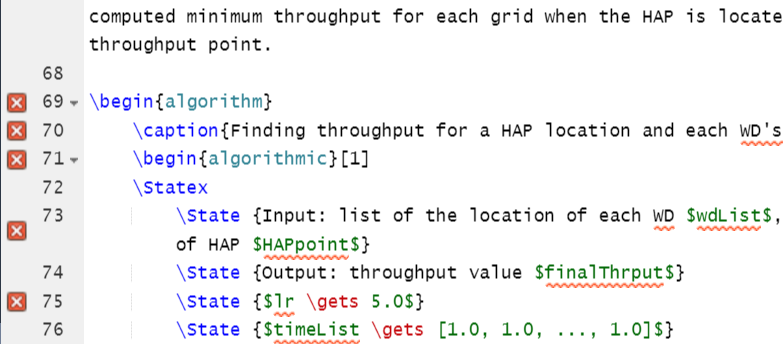 computed minimum throughput for each grid when the HAP is locate
throughput point.
68
69 \begin{algorithm}
70 \caption{Finding throughput for a HAP location and each WD's
71 \begin{algorithmic}[1]
72 \Statex
73 \State {Input: list of the location of each WD $wdList$,
of HAP $HAPpoint$}
74 \State {Output: throughput value $finalThrput$}
75 \State {$lr \gets 5.0$}
76 \State {$timeList \gets [1.0, 1.0, ..., 1.0]$}